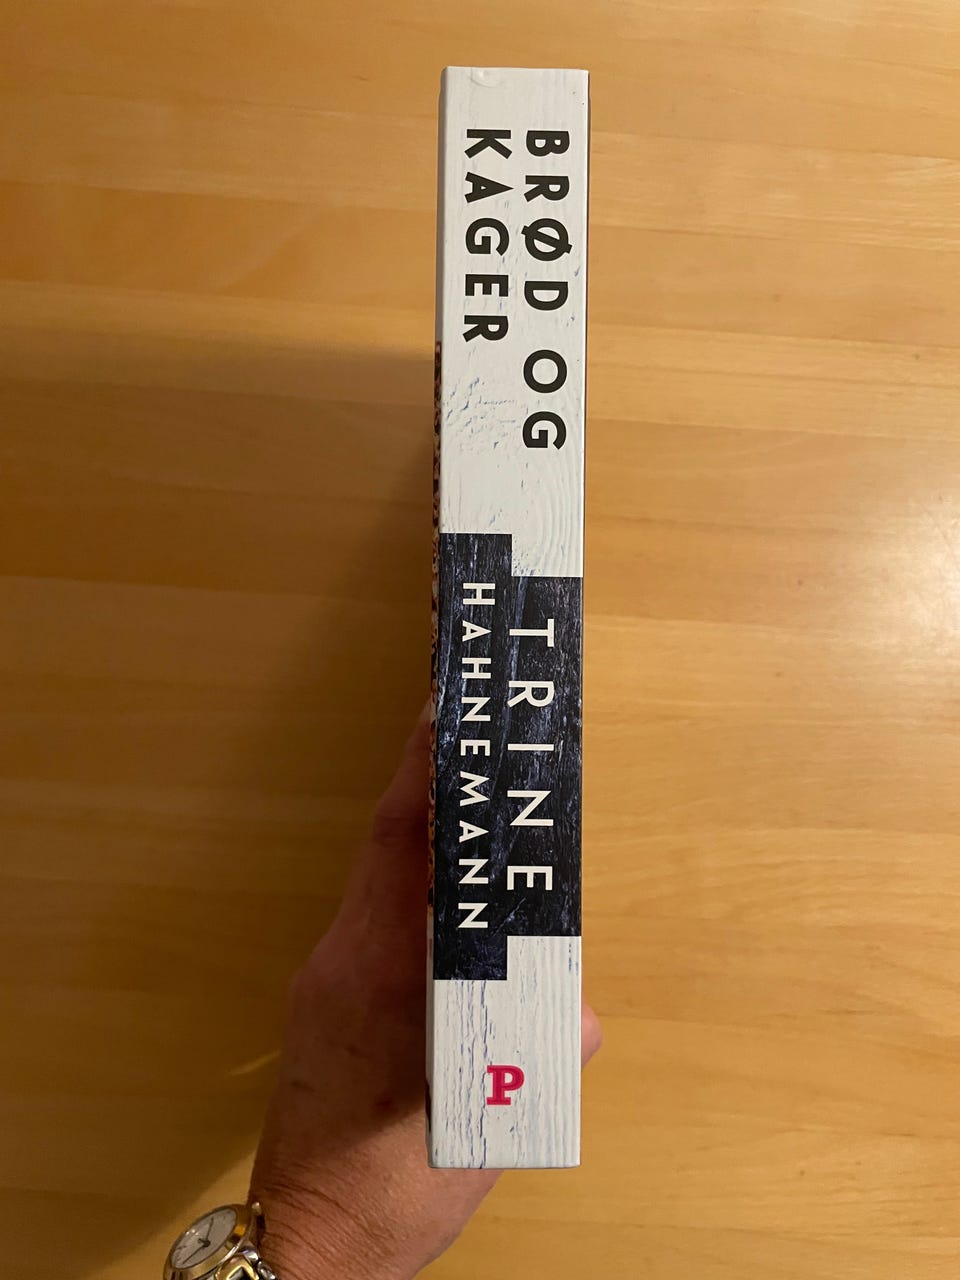 BRØD OG
KAGER
TRINE
HAHNEMANN
P